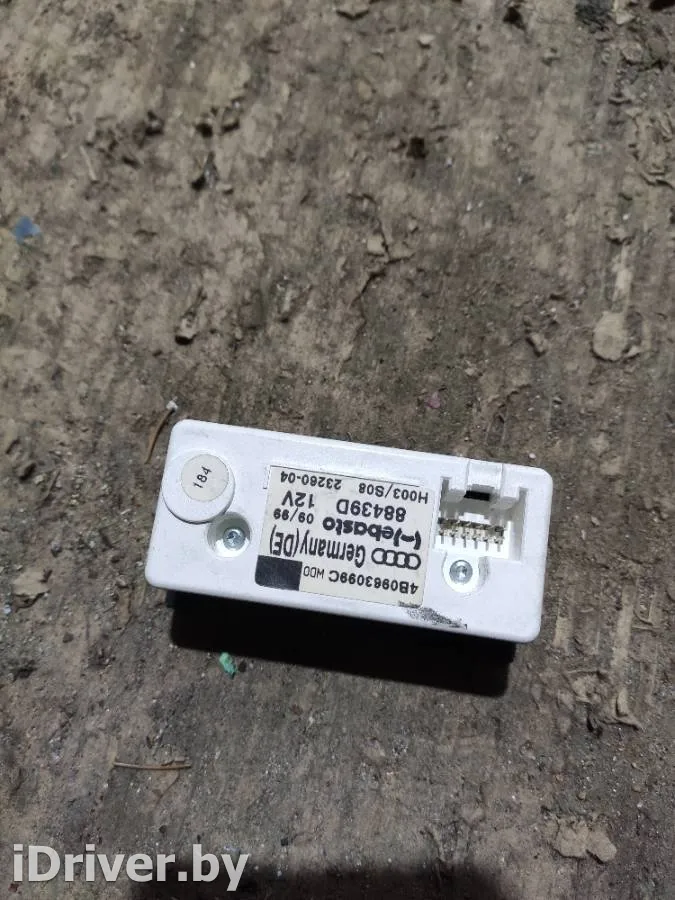 4B0963099C WDO
Germany(DE)
Webasto 09/99
88439D 12V
H003/S08 23260-04
184
iDriver.by